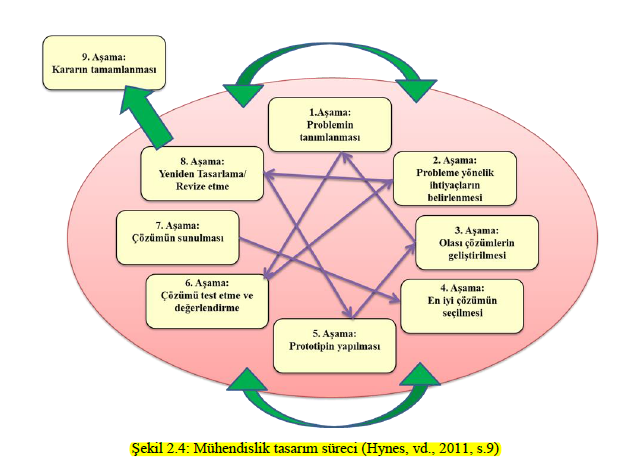 9. Aşama:
Kararın tamamlanması
1.Aşama:
Problemin
tanımlanması
8. Aşama:
Yeniden Tasarlama/
Revize etme
2. Aşama:
Probleme yönelik
ihtiyaçların
belirlenmesi
7. Aşama:
Çözümün sunulması
3. Aşama:
Olası çözümlerin
geliştirilmesi
6. Aşama:
Çözümü test etme ve
değerlendirme
4. Aşama:
En iyi çözümün
seçilmesi
5. Aşama:
Prototipin yapılması
Şekil 2.4: Mühendislik tasarım süreci (Hynes, vd., 2011, s.9)